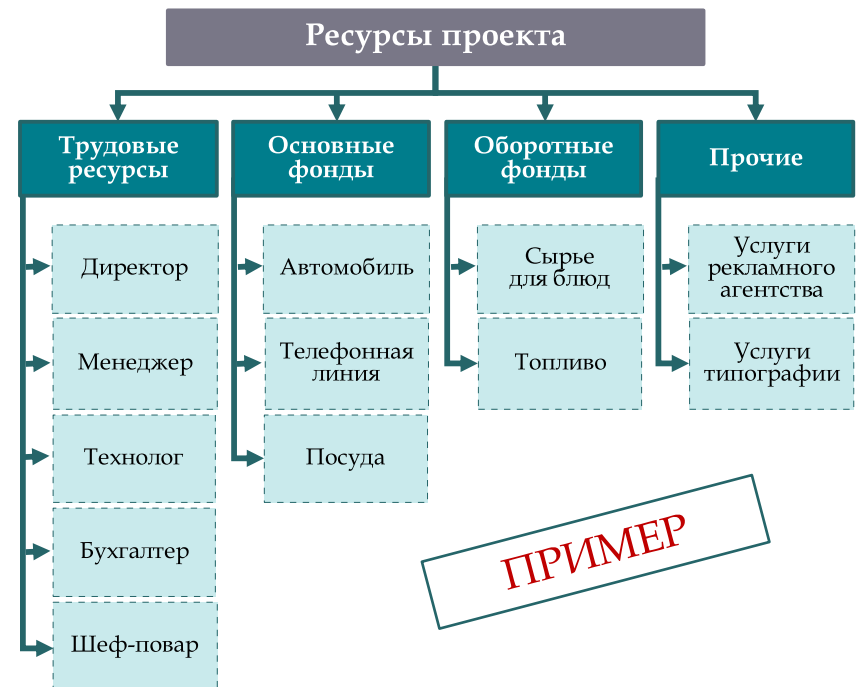 Ресурсы проекта
Трудовые
ресурсы
Директор
Менеджер
Технолог
Бухгалтер
Шеф-повар
Основные
фонды
Автомобиль
Телефонная
линия
Посуда
Оборотные
фонды
Сырье
для блюд
Топливо
Прочие
Услуги
рекламного
агентства
Услуги
типографии
ПРИМЕР